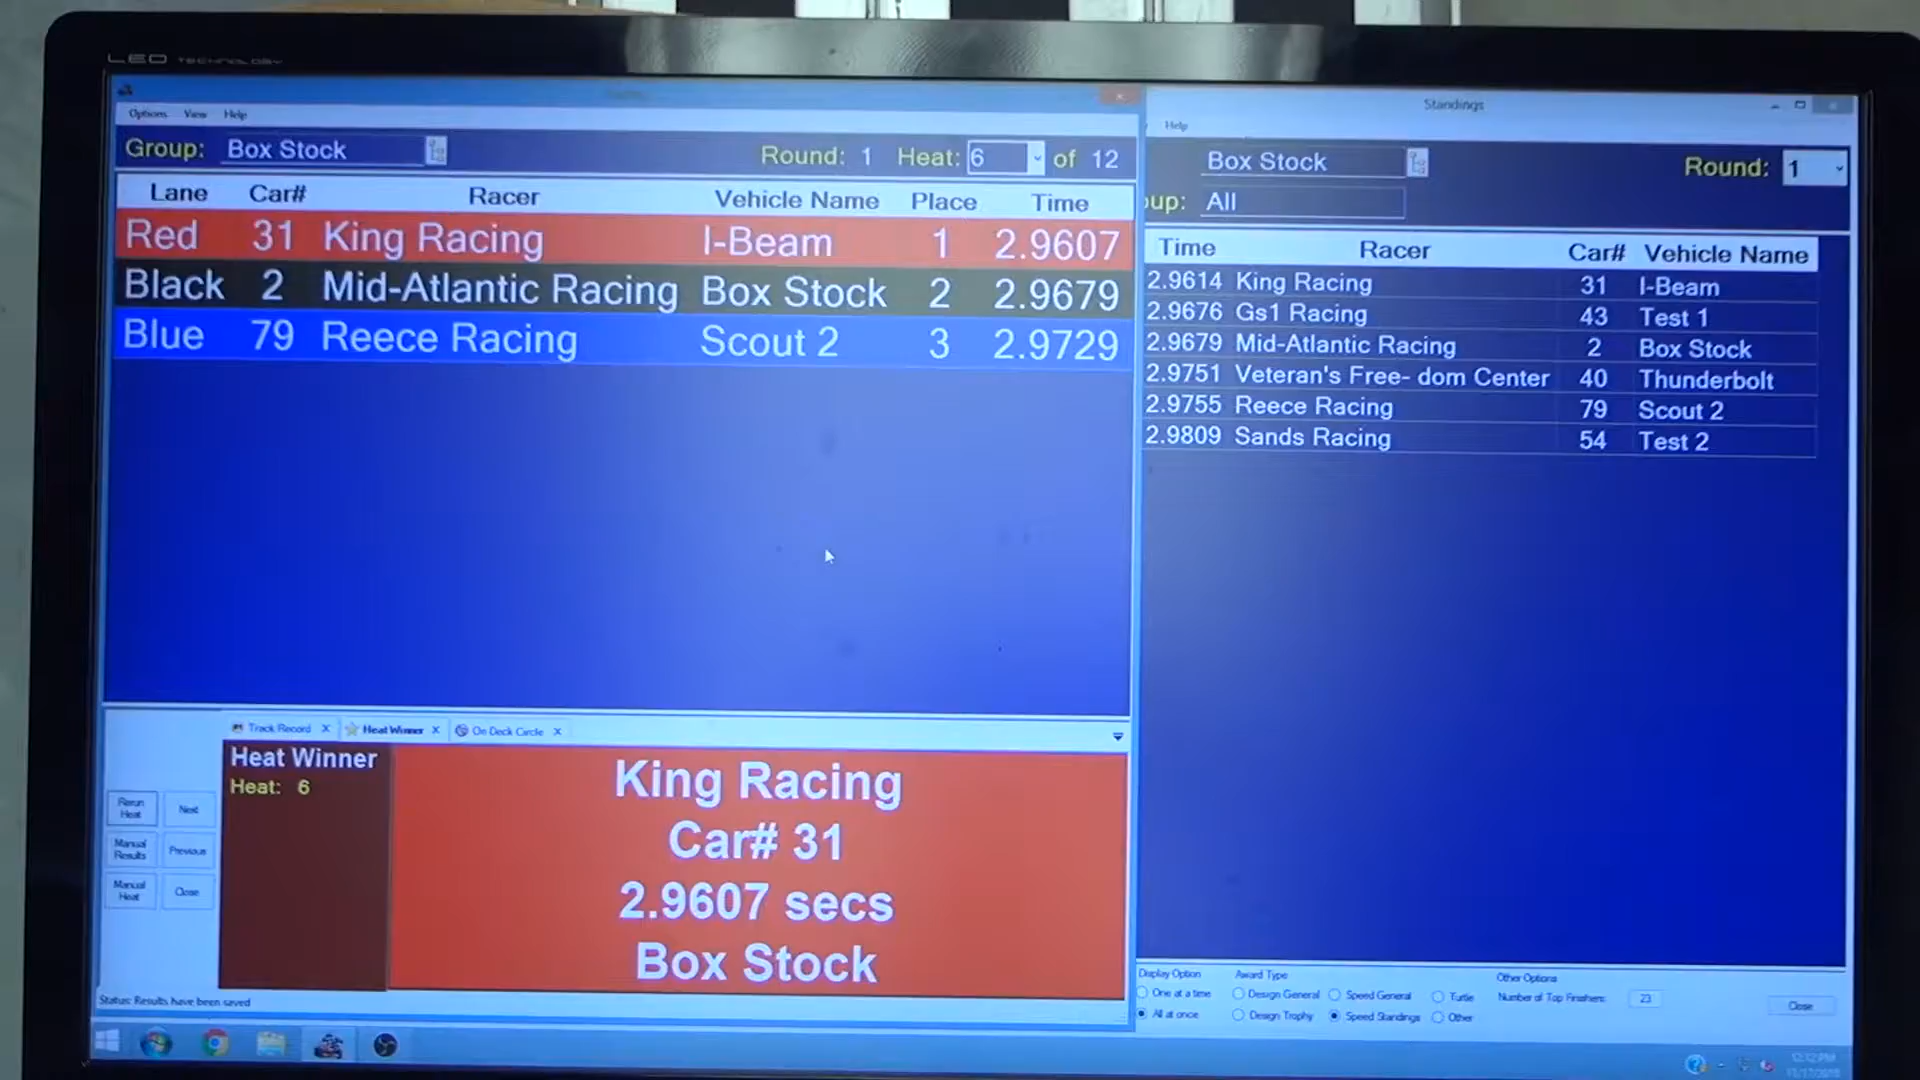 LED TECHNOLOGY
Options View Help
Group: Box Stock Round: 1 Heat: 6 of 12
Lane Car# Racer Vehicle Name Place Time
Red 31 King Racing I-Beam 1 2.9607
Black 2 Mid-Atlantic Racing Box Stock 2 2.9679
Blue 79 Reece Racing Scout 2 3 2.9729
Track Record Heat Winner On Deck Circle
Heat Winner
Heat: 6
King Racing
Car# 31
2.9607 secs
Box Stock
Rerun Heat Next
Manual Results Previous
Manual Heat Close
Status: Results have been saved
Standings
Help
Box Stock Round: 1
oup: All
Time Racer Car# Vehicle Name
2.9614 King Racing 31 I-Beam
2.9676 Gs1 Racing 43 Test 1
2.9679 Mid-Atlantic Racing 2 Box Stock
2.9751 Veteran's Free- dom Center 40 Thunderbolt
2.9755 Reece Racing 79 Scout 2
2.9809 Sands Racing 54 Test 2
Display Option Award Type Other Options
One at a time Design General Speed General Turtle Number of Top Finishers: 23
All at once Design Trophy Speed Standings Other Close
12:12 PM